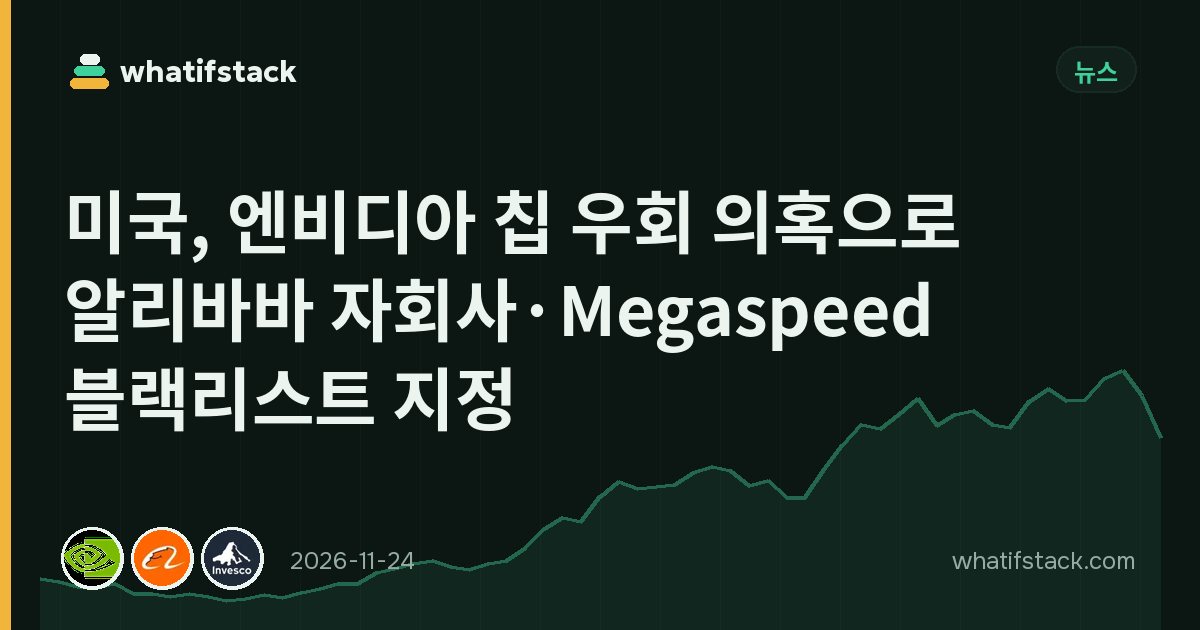 whatifstack
뉴스
미국, 엔비디아 칩 우회 의혹으로
알리바바 자회사·Megaspeed
블랙리스트 지정
Invesco
2026-11-24
whatifstack.com